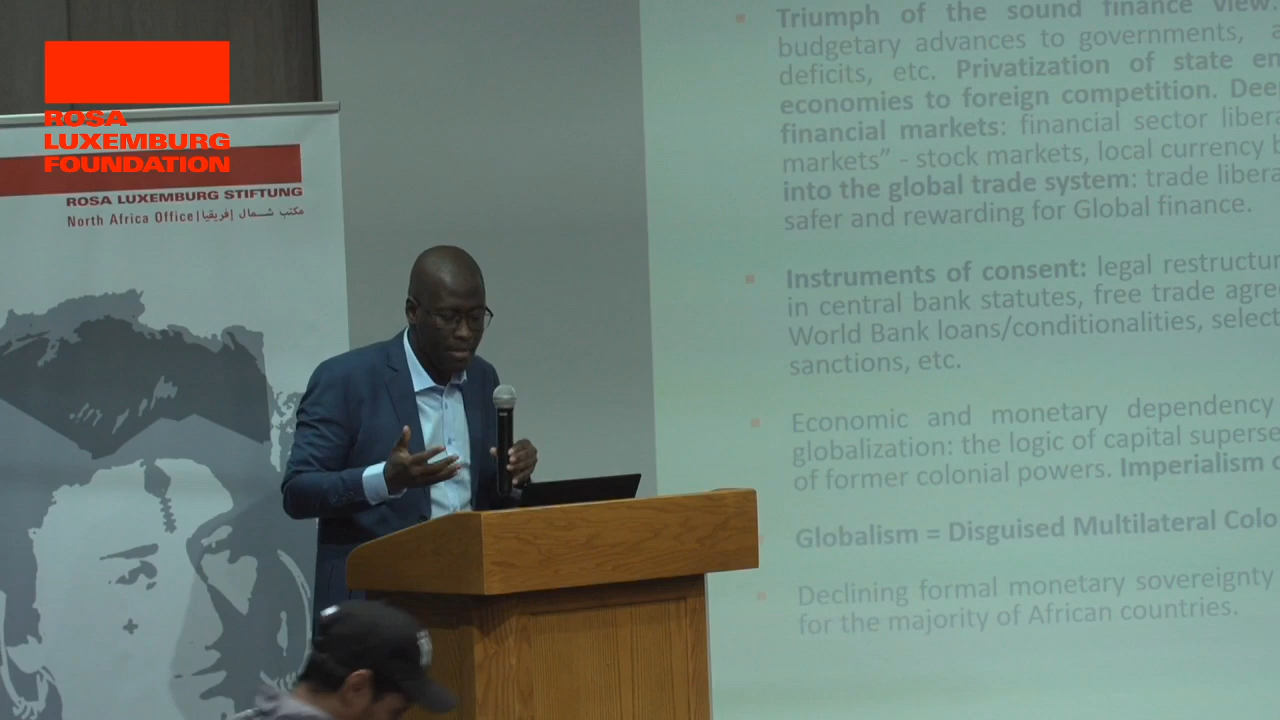 ROSA
LUXEMBURG
FOUNDATION
ROSA LUXEMBURG STIFTUNG
North Africa Office | مكتب شمال إفريقيا
Triumph of the sound finance view:
budgetary advances to governments,
deficits, etc. Privatization of state
economies to foreign competition.
financial markets: financial sector
markets” - stock markets, local currency
into the global trade system: trade
safer and rewarding for Global finance.
Instruments of consent: legal
in central bank statutes, free trade
World Bank loans/conditionalities,
sanctions, etc.
Economic and monetary dependency
globalization: the logic of capital
of former colonial powers. Imperialism
Globalism = Disguised Multilateral
Declining formal monetary sovereignty
for the majority of African countries.